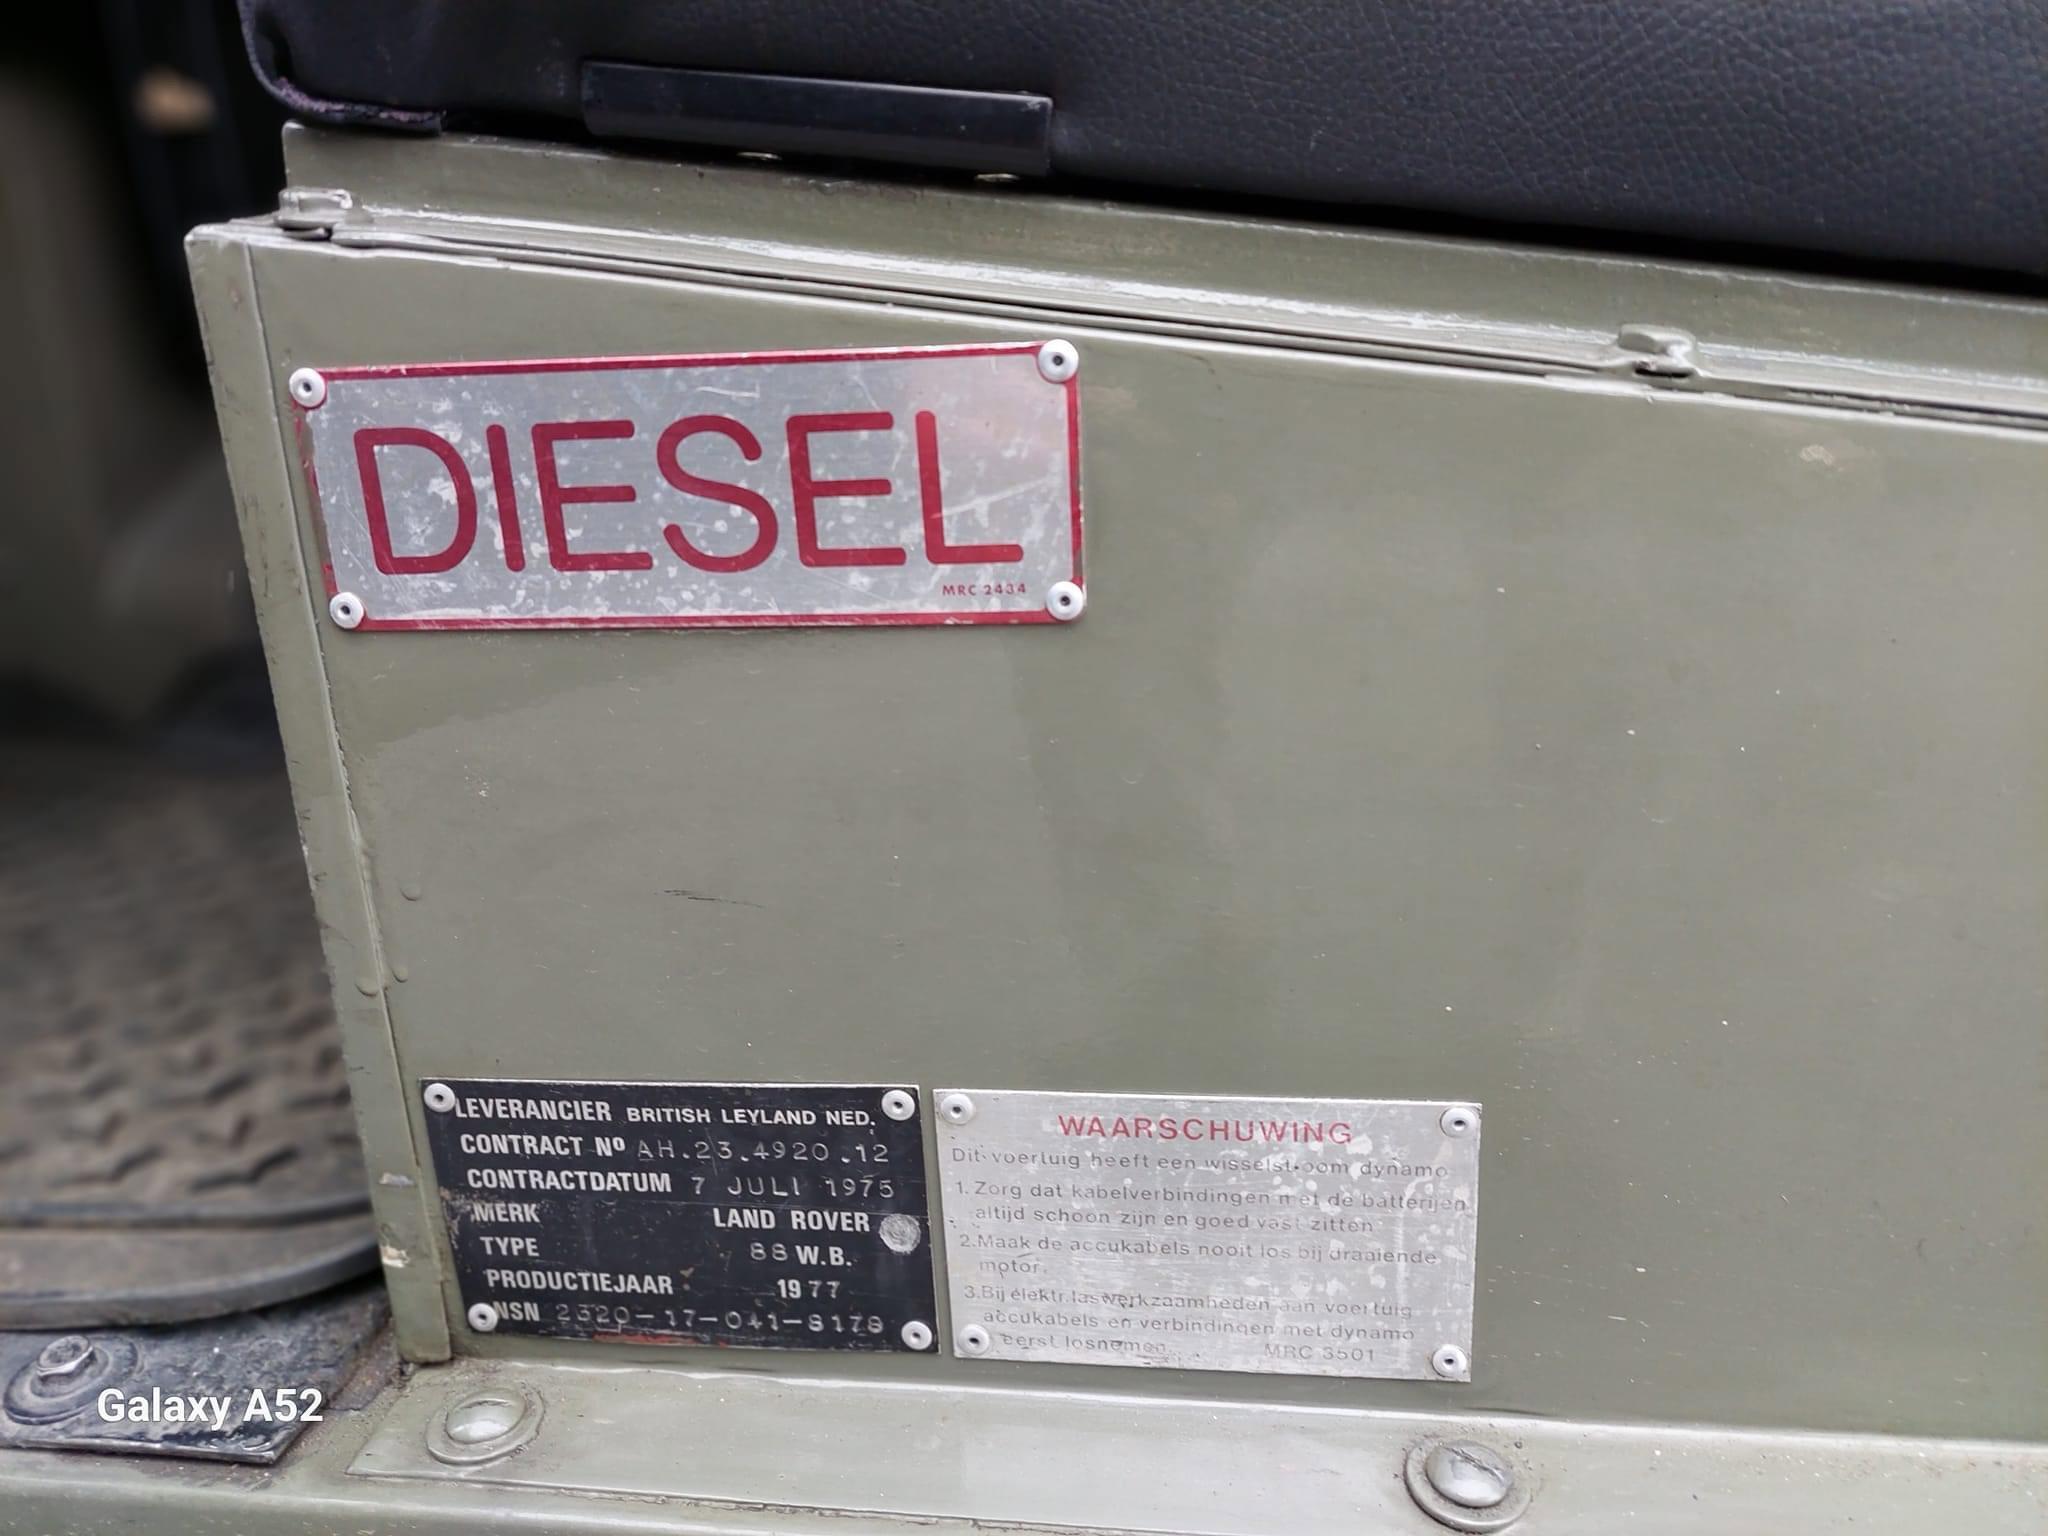 DIESEL
MRC 2434
LEVERANCIER BRITISH LEYLAND NED.
CONTRACT Nº AH.23.4920.12
CONTRACTDATUM 7 JULI 1975
MERK LAND ROVER
TYPE 88 W.B.
PRODUCTIEJAAR 1977
NSN 2320-17-041-8178
WAARSCHUWING
Dit voertuig heeft een wisselstroom dynamo
1. Zorg dat kabelverbindingen met de batterijen
altijd schoon zijn en goed vast zitten
2. Maak de accukabels nooit los bij draaiende
motor.
3. Bij elektr. laswerkzaamheden aan voertuig
accukabels en verbindingen met dynamo
eerst losnemen.
MRC 3501
Galaxy A52